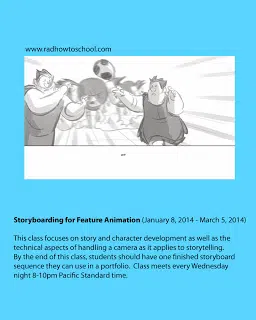 www.radhowtoschool.com
Storyboarding for Feature Animation (January 8, 2014 - March 5, 2014)
This class focuses on story and character development as well as the
technical aspects of handling a camera as it applies to storytelling.
By the end of this class, students should have one finished storyboard
sequence they can use in a portfolio. Class meets every Wednesday
night 8-10pm Pacific Standard time.